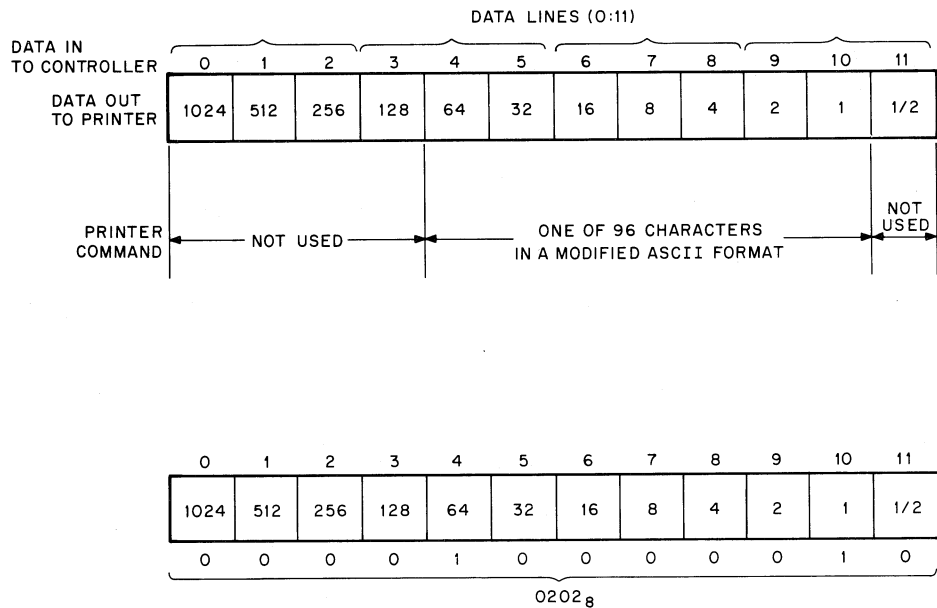 DATA LINES (0:11)
DATA IN
TO CONTROLLER
0 1 2 3 4 5 6 7 8 9 10 11
DATA OUT
TO PRINTER
1024 512 256 128 64 32 16 8 4 2 1 1/2
PRINTER
COMMAND
NOT USED
ONE OF 96 CHARACTERS
IN A MODIFIED ASCII FORMAT
NOT
USED
0 1 2 3 4 5 6 7 8 9 10 11
1024 512 256 128 64 32 16 8 4 2 1 1/2
0 0 0 0 1 0 0 0 0 0 1 0
0202₈